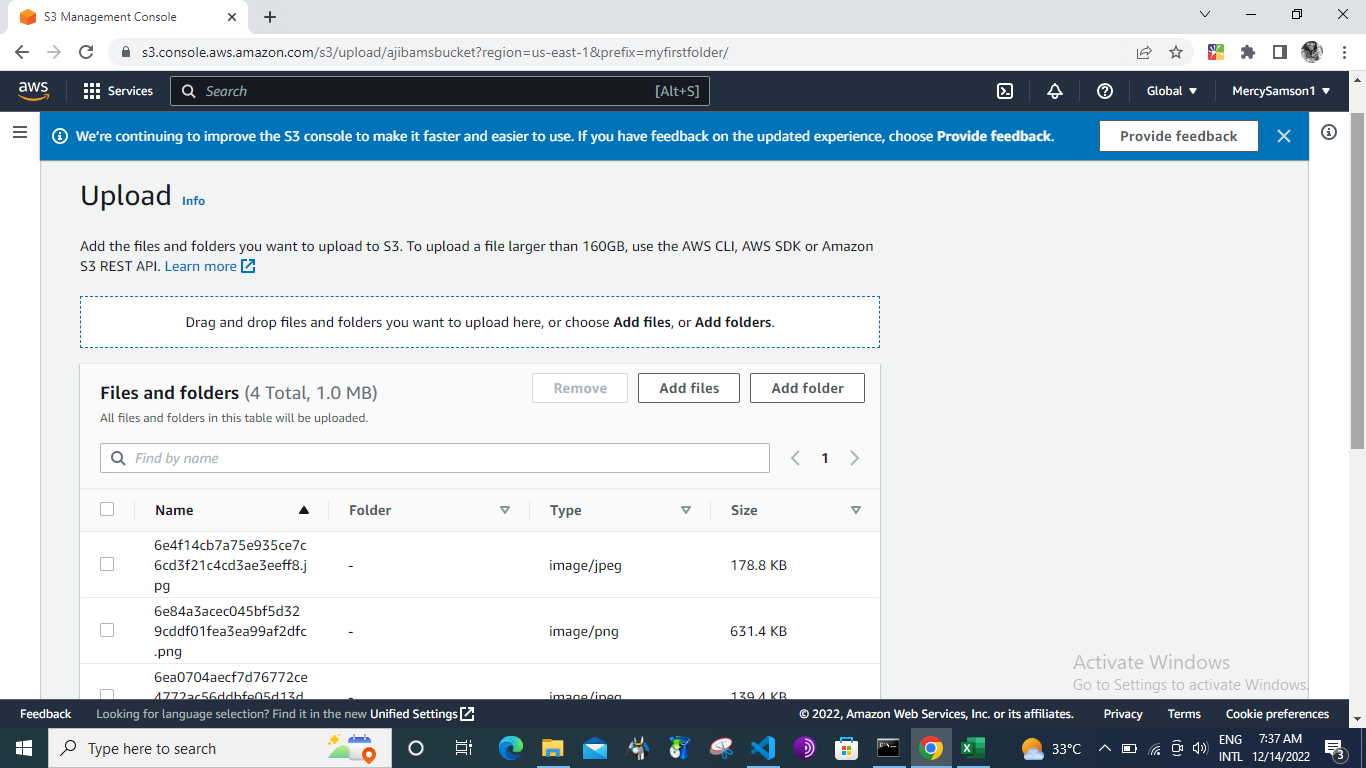 S3 Management Console
s3.console.aws.amazon.com/s3/upload/ajibamsbucket?region=us-east-1&prefix=myfirstfolder/
aws
Services
Search
[Alt+S]
Global
MercySamson1
We're continuing to improve the S3 console to make it faster and easier to use. If you have feedback on the updated experience, choose Provide feedback.
Provide feedback
Upload Info
Add the files and folders you want to upload to S3. To upload a file larger than 160GB, use the AWS CLI, AWS SDK or Amazon
S3 REST API. Learn more
Drag and drop files and folders you want to upload here, or choose Add files, or Add folders.
Files and folders (4 Total, 1.0 MB)
Remove
Add files
Add folder
All files and folders in this table will be uploaded.
Find by name
1
Name
Folder
Type
Size
6e4f14cb7a75e935ce7c
6cd3f21c4cd3ae3eeff8.j
pg
-
image/jpeg
178.8 KB
6e84a3acec045bf5d32
9cddf01fea3ea99af2dfc
.png
-
image/png
631.4 KB
6ea0704aecf7d76772ce
4772ac56ddbfe05d13d
-
image/jpeg
139.4 KB
Activate Windows
Go to Settings to activate Windows.
Feedback
Looking for language selection? Find it in the new Unified Settings
© 2022, Amazon Web Services, Inc. or its affiliates.
Privacy
Terms
Cookie preferences
Type here to search
33°C
ENG
INTL
7:37 AM
12/14/2022
3